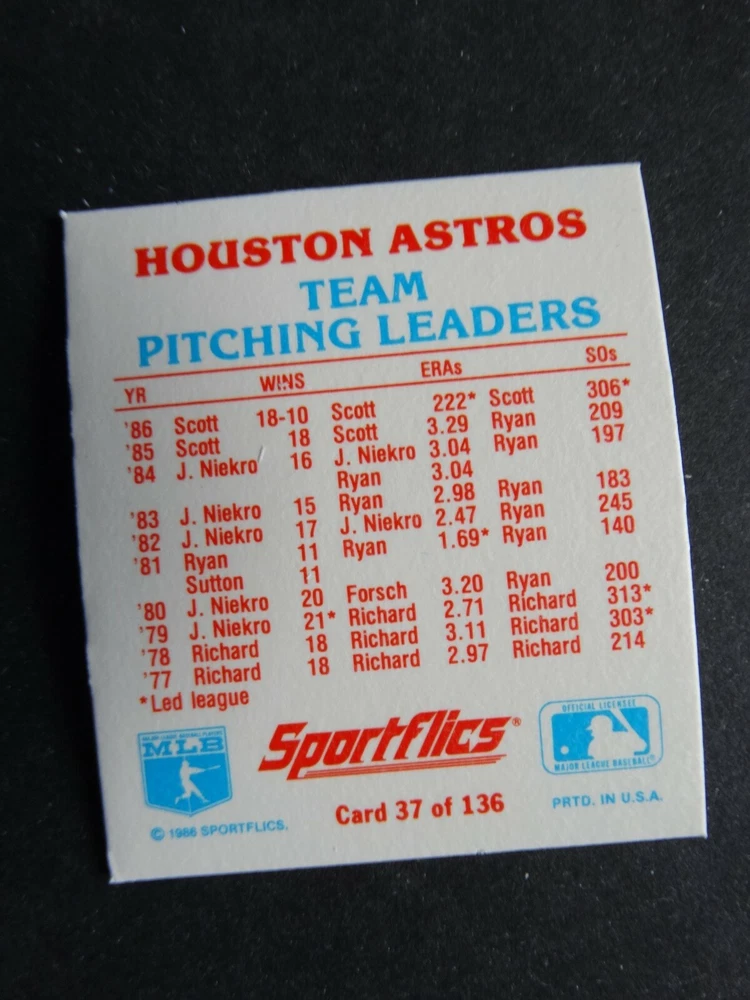 HOUSTON ASTROS
TEAM
PITCHING LEADERS
YR WINS ERAs SOs
'86 Scott 18-10 Scott 222* Scott 306*
'85 Scott 18 Scott 3.29 Ryan 209
'84 J. Niekro 16 J. Niekro 3.04 Ryan 197
Ryan 3.04
'83 J. Niekro 15 Ryan 2.98 Ryan 183
'82 J. Niekro 17 J. Niekro 2.47 Ryan 245
'81 Ryan 11 Ryan 1.69* Ryan 140
Sutton 11
'80 J. Niekro 20 Forsch 3.20 Ryan 200
'79 J. Niekro 21* Richard 2.71 Richard 313*
'78 Richard 18 Richard 3.11 Richard 303*
'77 Richard 18 Richard 2.97 Richard 214
*Led league
MAJOR LEAGUE BASEBALL PLAYERS
MLB
Sportflics®
OFFICIAL LICENSEE
MAJOR LEAGUE BASEBALL®
© 1986 SPORTFLICS.
Card 37 of 136
PRTD. IN U.S.A.